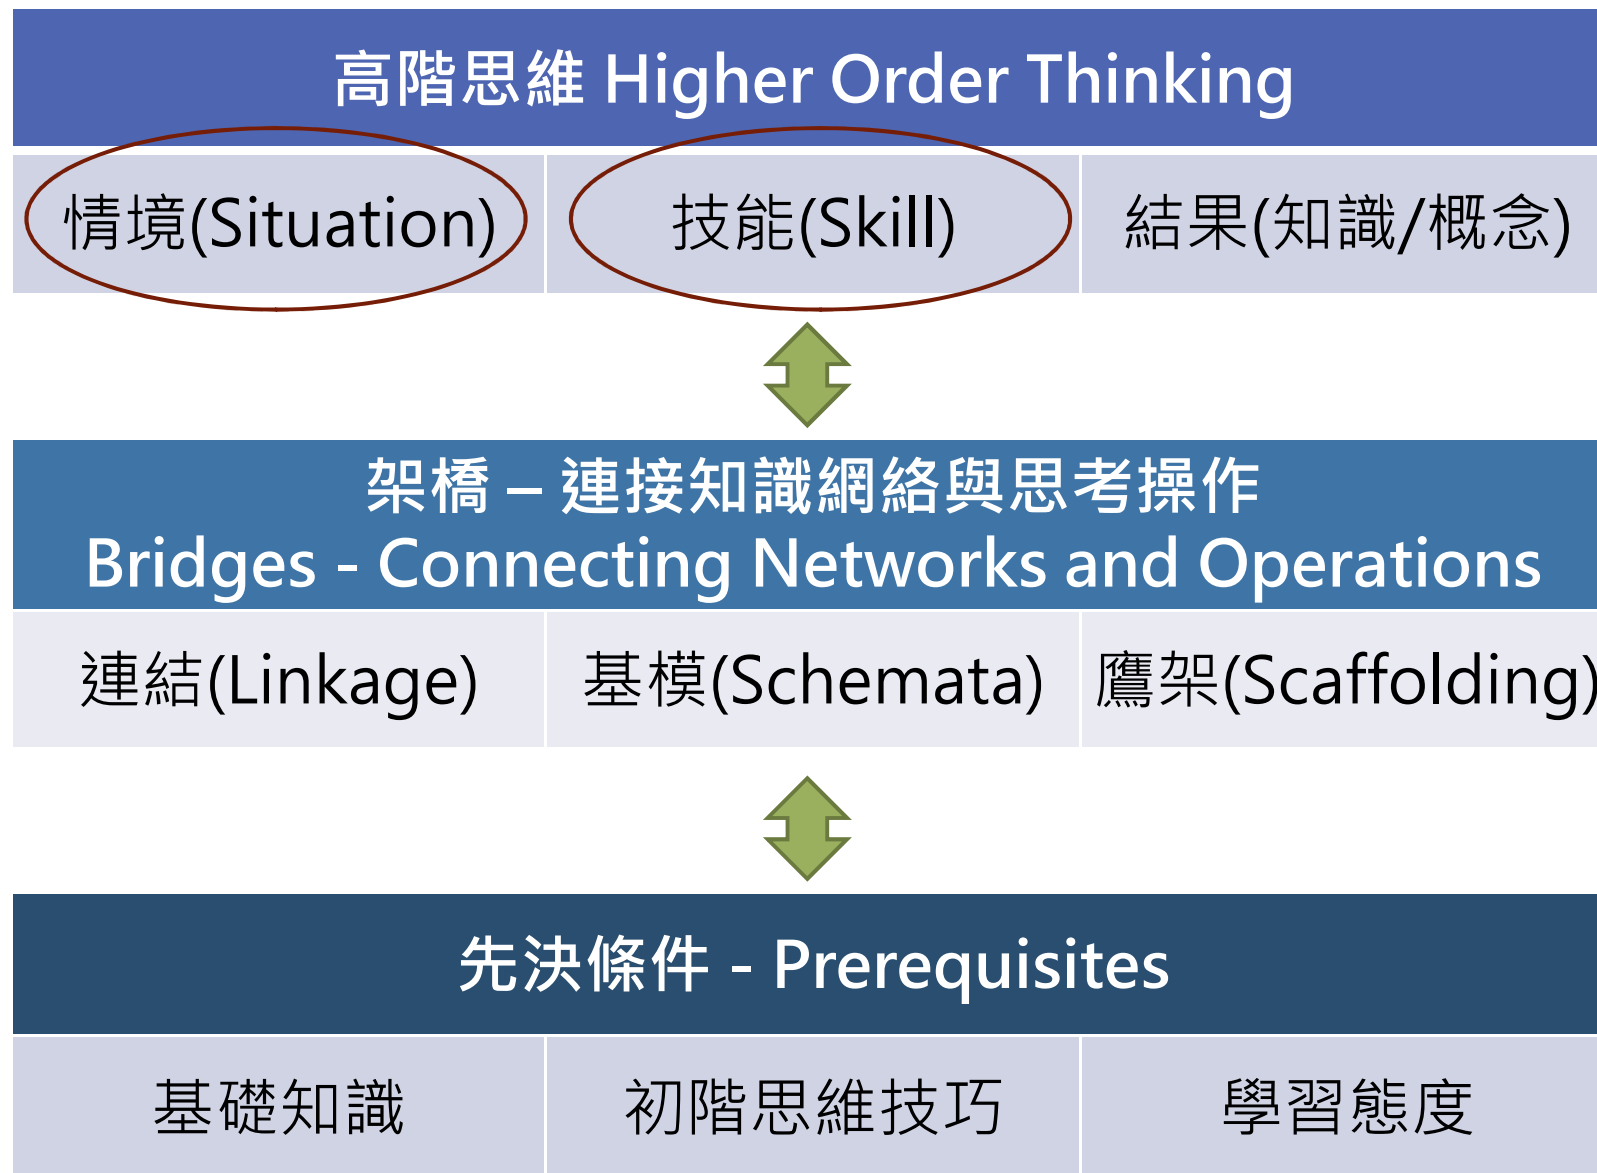 高階思維 Higher Order Thinking
情境(Situation)
技能(Skill)
結果(知識/概念)
架橋 – 連接知識網絡與思考操作
Bridges - Connecting Networks and Operations
連結(Linkage)
基模(Schemata)
鷹架(Scaffolding)
先決條件 - Prerequisites
基礎知識
初階思維技巧
學習態度